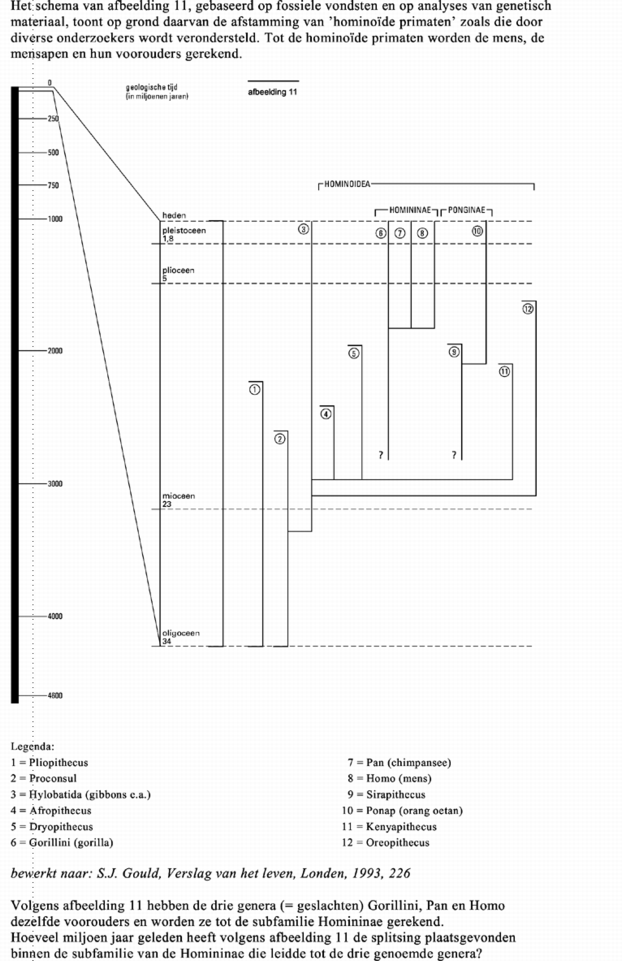 Het schema van afbeelding 11, gebaseerd op fossiele vondsten en op analyses van genetisch
materiaal, toont op grond daarvan de afstamming van 'hominoïde primaten' zoals die door
diverse onderzoekers wordt verondersteld. Tot de hominoïde primaten worden de mens, de
mensapen en hun voorouders gerekend.
geologische tijd
(in miljoenen jaren)
afbeelding 11
0
250
500
750
1000
2000
3000
4000
4600
HOMINOIDEA
HOMININAE
PONGINAE
heden
pleistoceen
1,8
plioceen
5
mioceen
23
oligoceen
34
3
6
7
8
10
12
5
9
11
1
4
2
?
?
Legenda:
1 = Pliopithecus
2 = Proconsul
3 = Hylobatida (gibbons e.a.)
4 = Afropithecus
5 = Dryopithecus
6 = Gorillini (gorilla)
7 = Pan (chimpansee)
8 = Homo (mens)
9 = Sirapithecus
10 = Ponap (orang oetan)
11 = Kenyapithecus
12 = Oreopithecus
bewerkt naar: S.J. Gould, Verslag van het leven, Londen, 1993, 226
Volgens afbeelding 11 hebben de drie genera (= geslachten) Gorillini, Pan en Homo
dezelfde voorouders en worden ze tot de subfamilie Homininae gerekend.
Hoeveel miljoen jaar geleden heeft volgens afbeelding 11 de splitsing plaatsgevonden
binnen de subfamilie van de Homininae die leidde tot de drie genoemde genera?